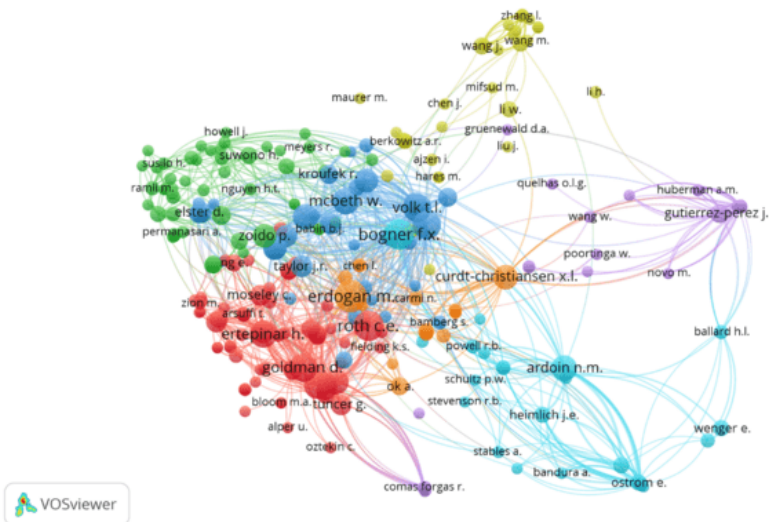 zhang l.
wang j.
wang m.
mifsud m.
li h.
maurer m.
chen j.
li w.
gruenewald d.a.
howell j.
meyers r.
berkowitz a.r.
liu j.
susilo h.
suwono h.
ajzen i.
kroufek r.
hares m.
ramli m.
nguyen h.t.
quelhas o.l.g.
huberman a.m.
mcbeth w.
volk t.l.
elster d.
gutierrez-perez j.
wang w.
permanasari a.
zoido p.
babin b.j.
bogner f.x.
poortinga w.
ng e.
taylor j.r.
chen l.
curdt-christiansen x.l.
novo m.
zion m.
moseley c.
erdogan m.
carmi n.
arsuffi t.
ertepinar h.
roth c.e.
bamberg s.
ballard h.l.
fielding k.s.
powell r.b.
goldman d.
ardoin n.m.
schultz p.w.
ok a.
bloom m.a.
tuncer g.
stevenson r.b.
heimlich j.e.
alper u.
wenger e.
oztekin c.
stables a.
bandura a.
ostrom e.
comas forgas r.
VOSviewer